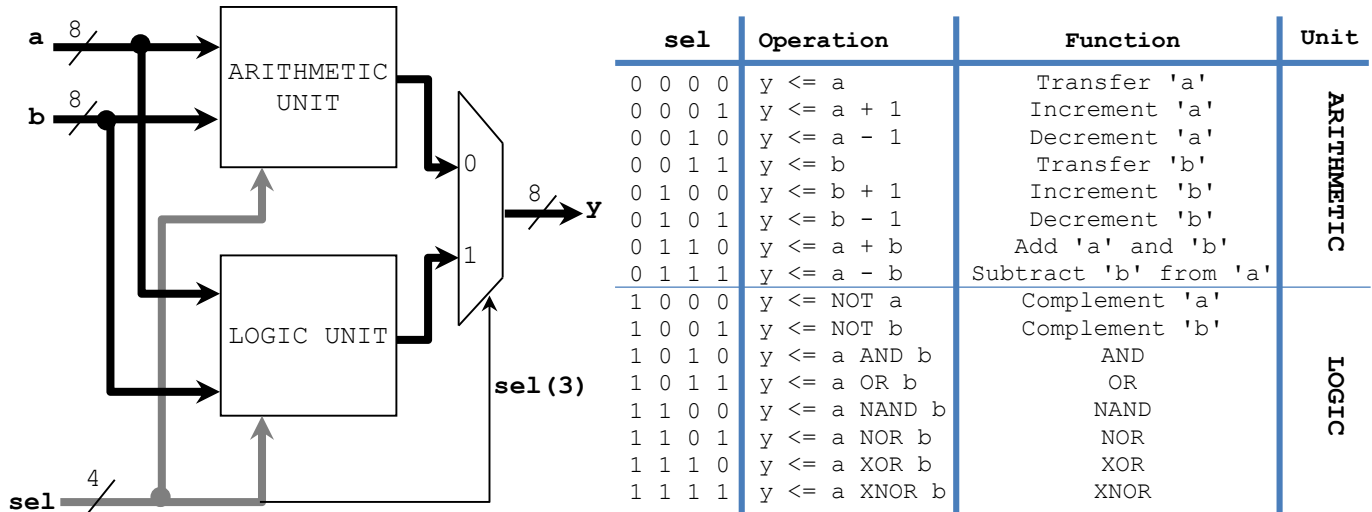 a 8
b 8
ARITHMETIC
UNIT
0
1
8
y
LOGIC UNIT
sel(3)
sel 4
sel Operation Function Unit
0 0 0 0 y <= a Transfer 'a'
0 0 0 1 y <= a + 1 Increment 'a'
0 0 1 0 y <= a - 1 Decrement 'a'
0 0 1 1 y <= b Transfer 'b'
0 1 0 0 y <= b + 1 Increment 'b'
0 1 0 1 y <= b - 1 Decrement 'b'
0 1 1 0 y <= a + b Add 'a' and 'b'
0 1 1 1 y <= a - b Subtract 'b' from 'a'
ARITHMETIC
1 0 0 0 y <= NOT a Complement 'a'
1 0 0 1 y <= NOT b Complement 'b'
1 0 1 0 y <= a AND b AND
1 0 1 1 y <= a OR b OR
1 1 0 0 y <= a NAND b NAND
1 1 0 1 y <= a NOR b NOR
1 1 1 0 y <= a XOR b XOR
1 1 1 1 y <= a XNOR b XNOR
LOGIC